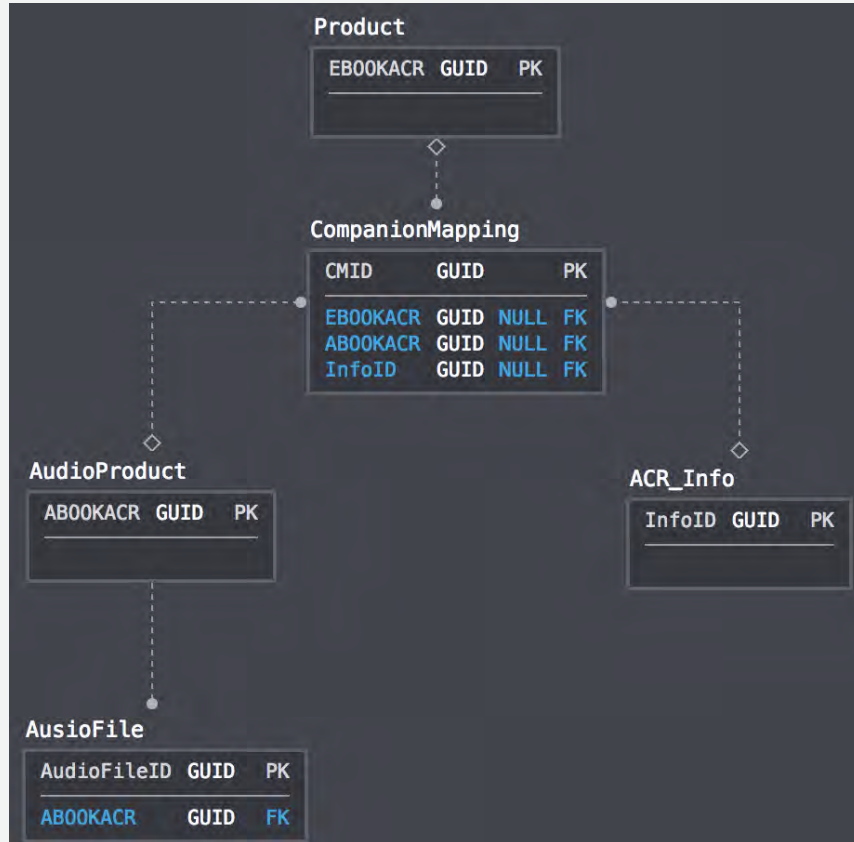 Product
EBOOKACR GUID PK
CompanionMapping
CMID GUID PK
EBOOKACR GUID NULL FK
ABOOKACR GUID NULL FK
InfoID GUID NULL FK
AudioProduct
ABOOKACR GUID PK
ACR_Info
InfoID GUID PK
AusioFile
AudioFileID GUID PK
ABOOKACR GUID FK